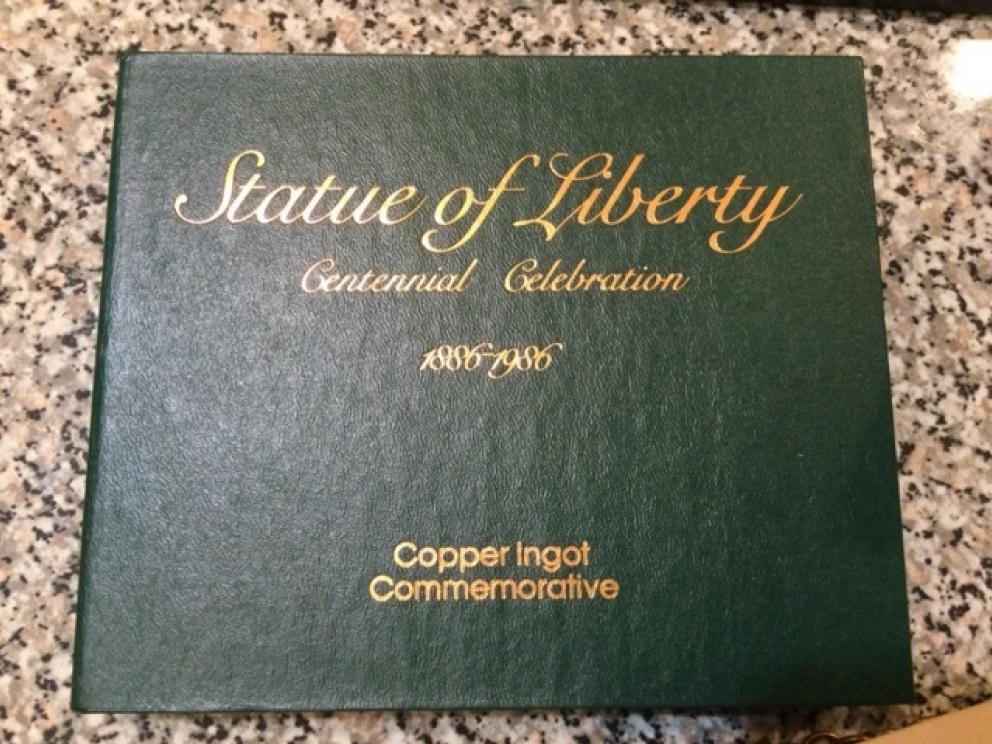 Statue of Liberty
Centennial Celebration
1886-1986
Copper Ingot
Commemorative